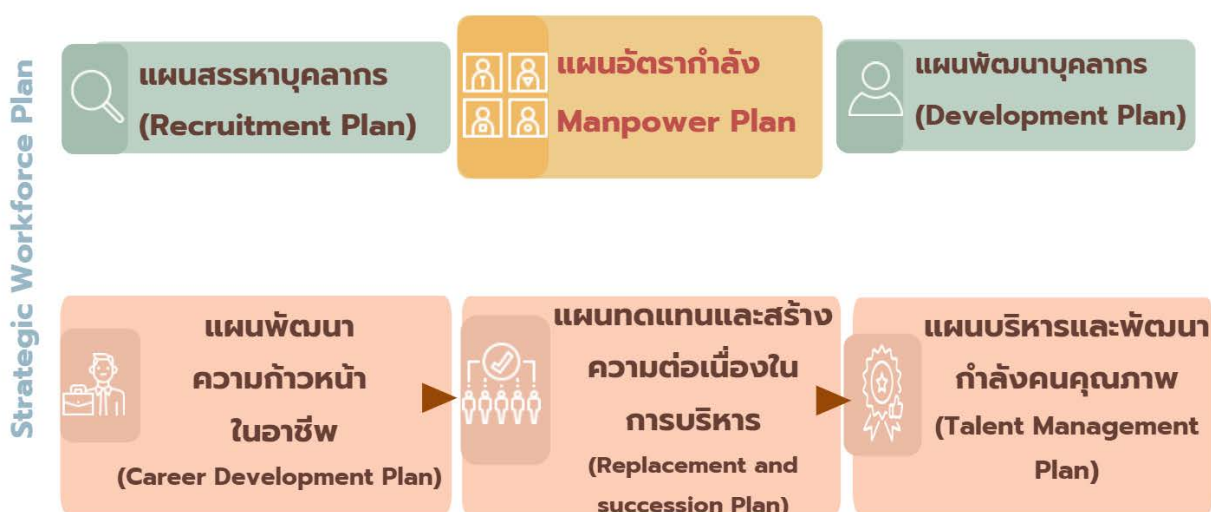 Strategic Workforce Plan
แผนสรรหาบุคลากร
(Recruitment Plan)
แผนอัตรากำลัง
Manpower Plan
แผนพัฒนาบุคลากร
(Development Plan)
แผนพัฒนา
ความก้าวหน้า
ในอาชีพ
(Career Development Plan)
แผนทดแทนและสร้าง
ความต่อเนื่องใน
การบริหาร
(Replacement and
succession Plan)
แผนบริหารและพัฒนา
กำลังคนคุณภาพ
(Talent Management
Plan)